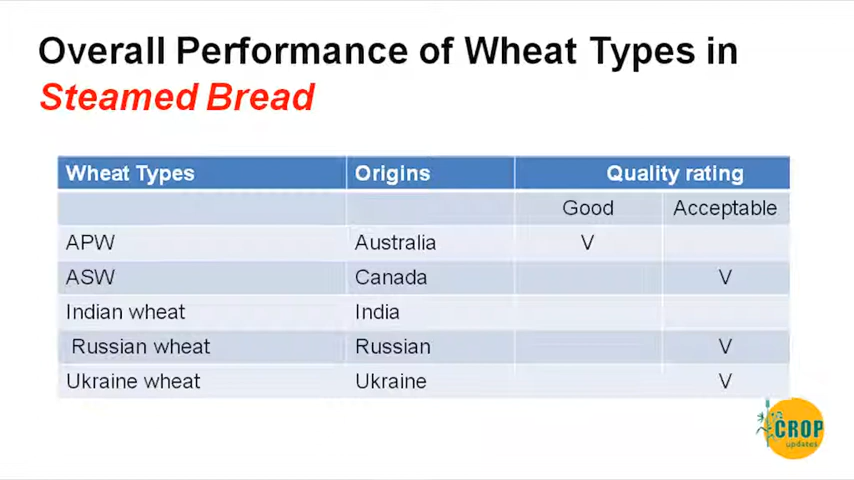 Overall Performance of Wheat Types in
Steamed Bread
Wheat Types Origins Quality rating
Good Acceptable
APW Australia V
ASW Canada V
Indian wheat India
Russian wheat Russian V
Ukraine wheat Ukraine V
CROP
updates